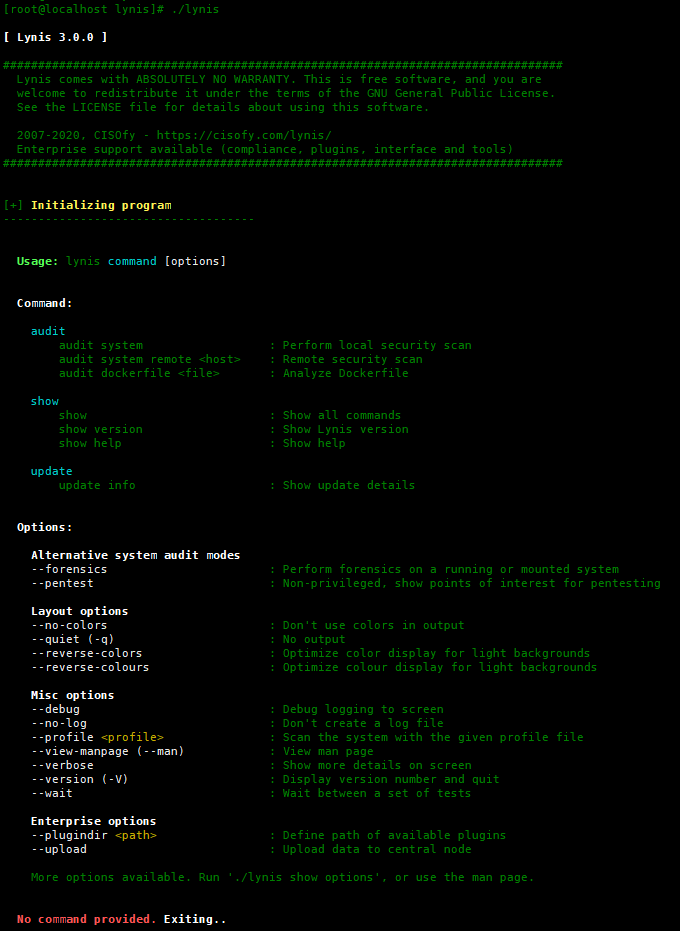 [root@localhost lynis]# ./lynis
[ Lynis 3.0.0 ]
################################################################################
Lynis comes with ABSOLUTELY NO WARRANTY. This is free software, and you are
welcome to redistribute it under the terms of the GNU General Public License.
See the LICENSE file for details about using this software.
2007-2020, CISOfy - https://cisofy.com/lynis/
Enterprise support available (compliance, plugins, interface and tools)
################################################################################
[+] Initializing program
------------------------------------
Usage: lynis command [options]
Command:
audit
audit system : Perform local security scan
audit system remote <host> : Remote security scan
audit dockerfile <file> : Analyze Dockerfile
show
show : Show all commands
show version : Show Lynis version
show help : Show help
update
update info : Show update details
Options:
Alternative system audit modes
--forensics : Perform forensics on a running or mounted system
--pentest : Non-privileged, show points of interest for pentesting
Layout options
--no-colors : Don't use colors in output
--quiet (-q) : No output
--reverse-colors : Optimize color display for light backgrounds
--reverse-colours : Optimize colour display for light backgrounds
Misc options
--debug : Debug logging to screen
--no-log : Don't create a log file
--profile <profile> : Scan the system with the given profile file
--view-manpage (--man) : View man page
--verbose : Show more details on screen
--version (-V) : Display version number and quit
--wait : Wait between a set of tests
Enterprise options
--plugindir <path> : Define path of available plugins
--upload : Upload data to central node
More options available. Run './lynis show options', or use the man page.
No command provided. Exiting..